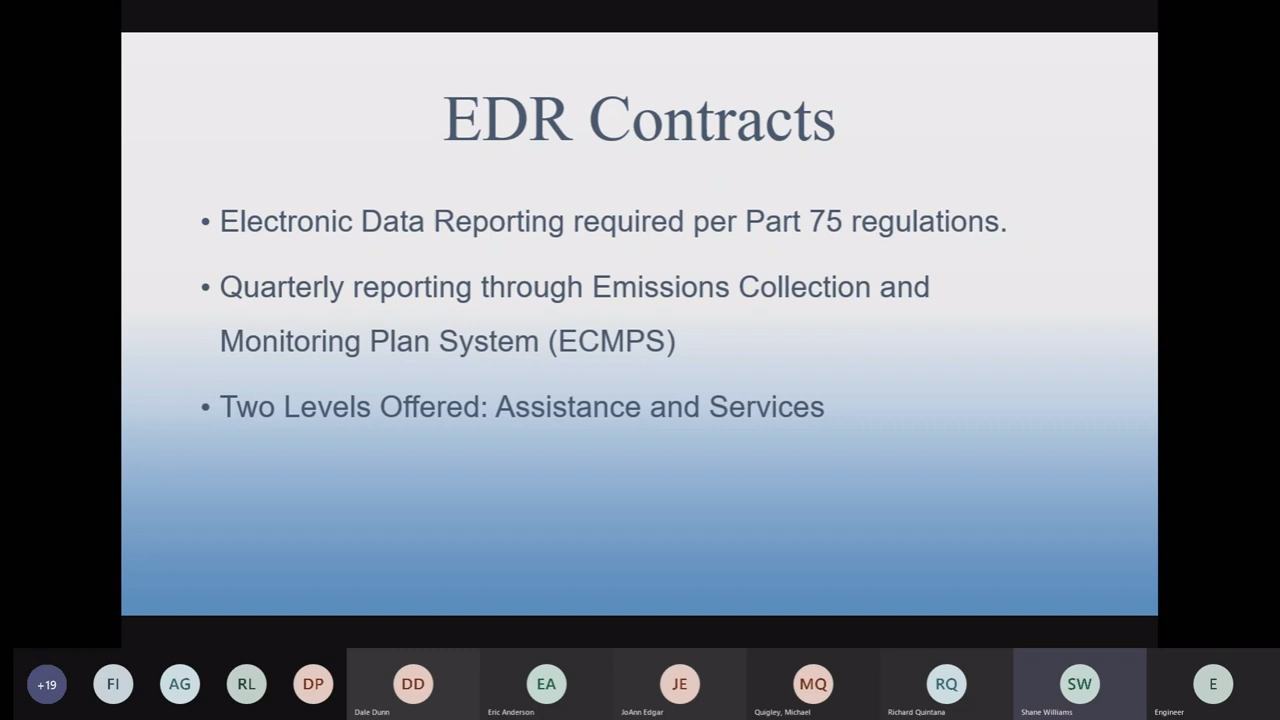 EDR Contracts
• Electronic Data Reporting required per Part 75 regulations.
• Quarterly reporting through Emissions Collection and
Monitoring Plan System (ECMPS)
• Two Levels Offered: Assistance and Services
+19 FI AG RL DP DD EA JE MQ RQ SW E
Dale Dunn Eric Anderson JoAnn Edgar Quigley, Michael Richard Quintana Shane Williams Engineer